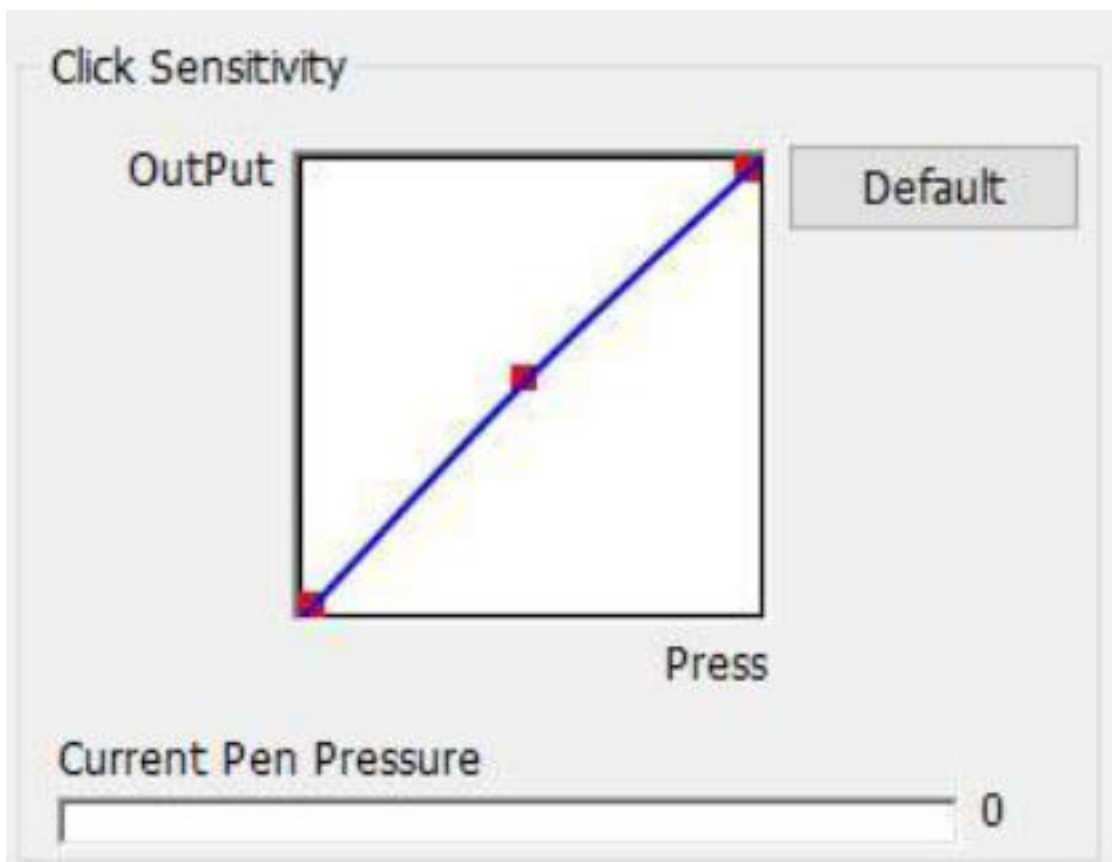 Click Sensitivity
OutPut
Default
Press
Current Pen Pressure
0